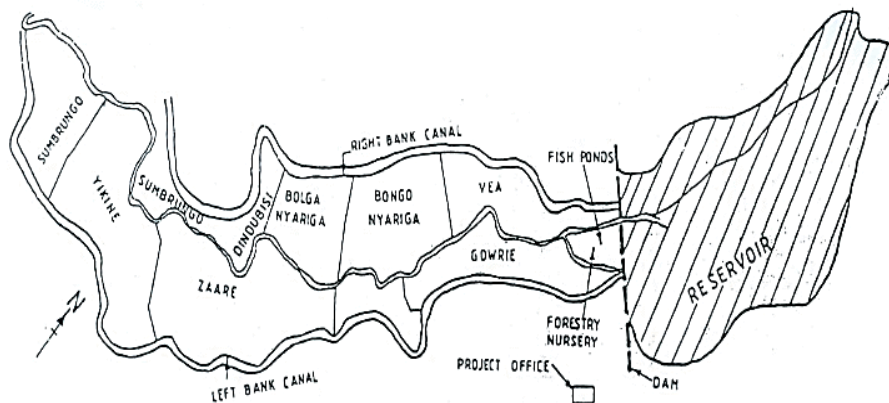 SUMBRUNGO
YIKINE
SUMBRUNGO
DINDUBISI
RIGHT BANK CANAL
BOLGA
NYARIGA
BONGO
NYARIGA
VEA
FISH PONDS
GOWRIE
ZAARE
RESERVOIR
N
FORESTRY
NURSERY
LEFT BANK CANAL
PROJECT OFFICE
DAM